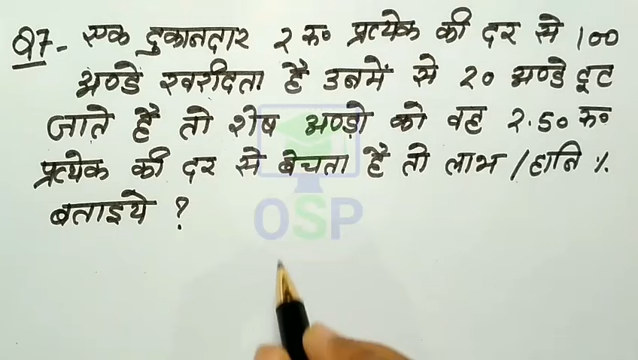 Q7- एक दुकानदार 2 रू० प्रत्येक की दर से 100
अण्डे खरीदता है उनमें से 20 अण्डे टूट
जाते है तो शेष अण्डो को वह 2.50 रू०
प्रत्येक की दर से बेचता है तो लाभ / हानि %
बताइये ?
OSP